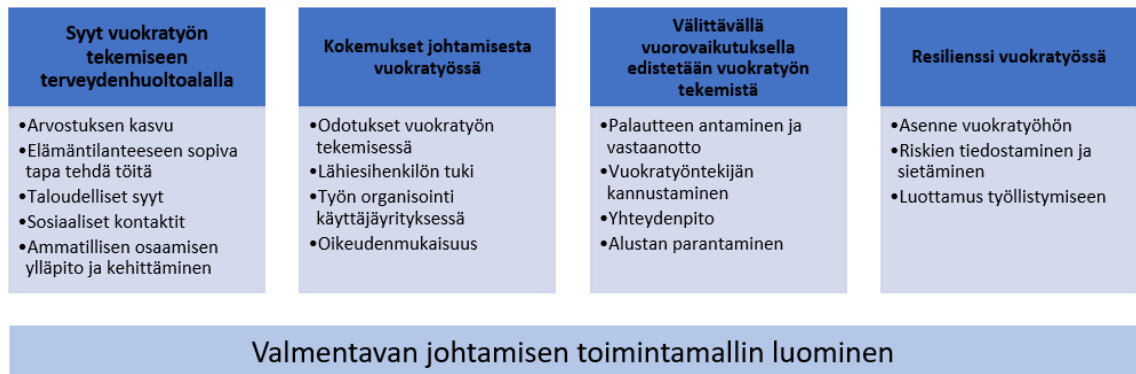 Syyt vuokratyön
tekemiseen
terveydenhuoltoalalla
•Arvostuksen kasvu
•Elämäntilanteeseen sopiva
tapa tehdä töitä
•Taloudelliset syyt
•Sosiaaliset kontaktit
•Ammatillisen osaamisen
ylläpito ja kehittäminen
Kokemukset johtamisesta
vuokratyössä
•Odotukset vuokratyön
tekemisessä
•Lähiesihenkilön tuki
•Työn organisointi
käyttäjäyrityksessä
•Oikeudenmukaisuus
Välittävällä
vuorovaikutuksella
edistetään vuokratyön
tekemistä
•Palautteen antaminen ja
vastaanotto
•Vuokratyöntekijän
kannustaminen
•Yhteydenpito
•Alustan parantaminen
Resilienssi vuokratyössä
•Asenne vuokratyöhön
•Riskien tiedostaminen ja
sietäminen
•Luottamus työllistymiseen
Valmentavan johtamisen toimintamallin luominen